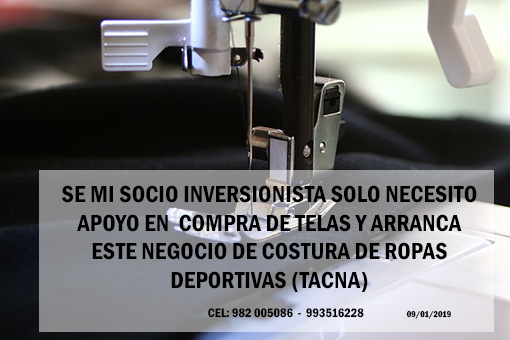 SE MI SOCIO INVERSIONISTA SOLO NECESITO
APOYO EN COMPRA DE TELAS Y ARRANCA
ESTE NEGOCIO DE COSTURA DE ROPAS
DEPORTIVAS (TACNA)
CEL: 982 005086 - 993516228 09/01/2019